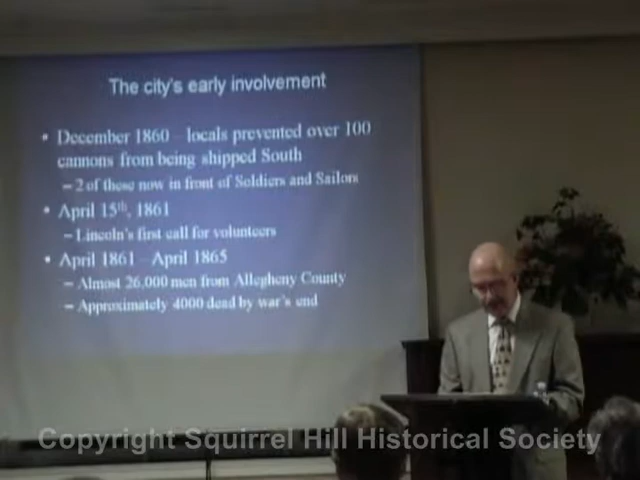 The city's early involvement
• December 1860 – locals prevented over 100
cannons from being shipped South
– 2 of these now in front of Soldiers and Sailors
• April 15th, 1861
– Lincoln's first call for volunteers
• April 1861 – April 1865
– Almost 26,000 men from Allegheny County
– Approximately 4000 dead by war's end
Copyright Squirrel Hill Historical Society